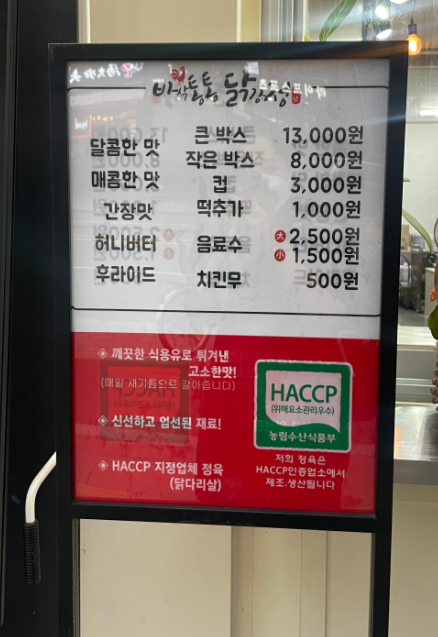 바삭통통 닭강정
달콤한 맛 큰 박스 13,000원
매콤한 맛 작은 박스 8,000원
간장맛 컵 3,000원
허니버터 떡추가 1,000원
후라이드 음료수 大 2,500원
小 1,500원
치킨무 500원
◈ 깨끗한 식용유로 튀겨낸
고소한맛!
(매일 새기름으로 갈아줍니다)
◈ 신선하고 엄선된 재료!
◈ HACCP 지정업체 정육
(닭다리살)
HACCP
(위해요소관리우수)
농림수산식품부
저희 정육은
HACCP인증업소에서
제조.생산됩니다